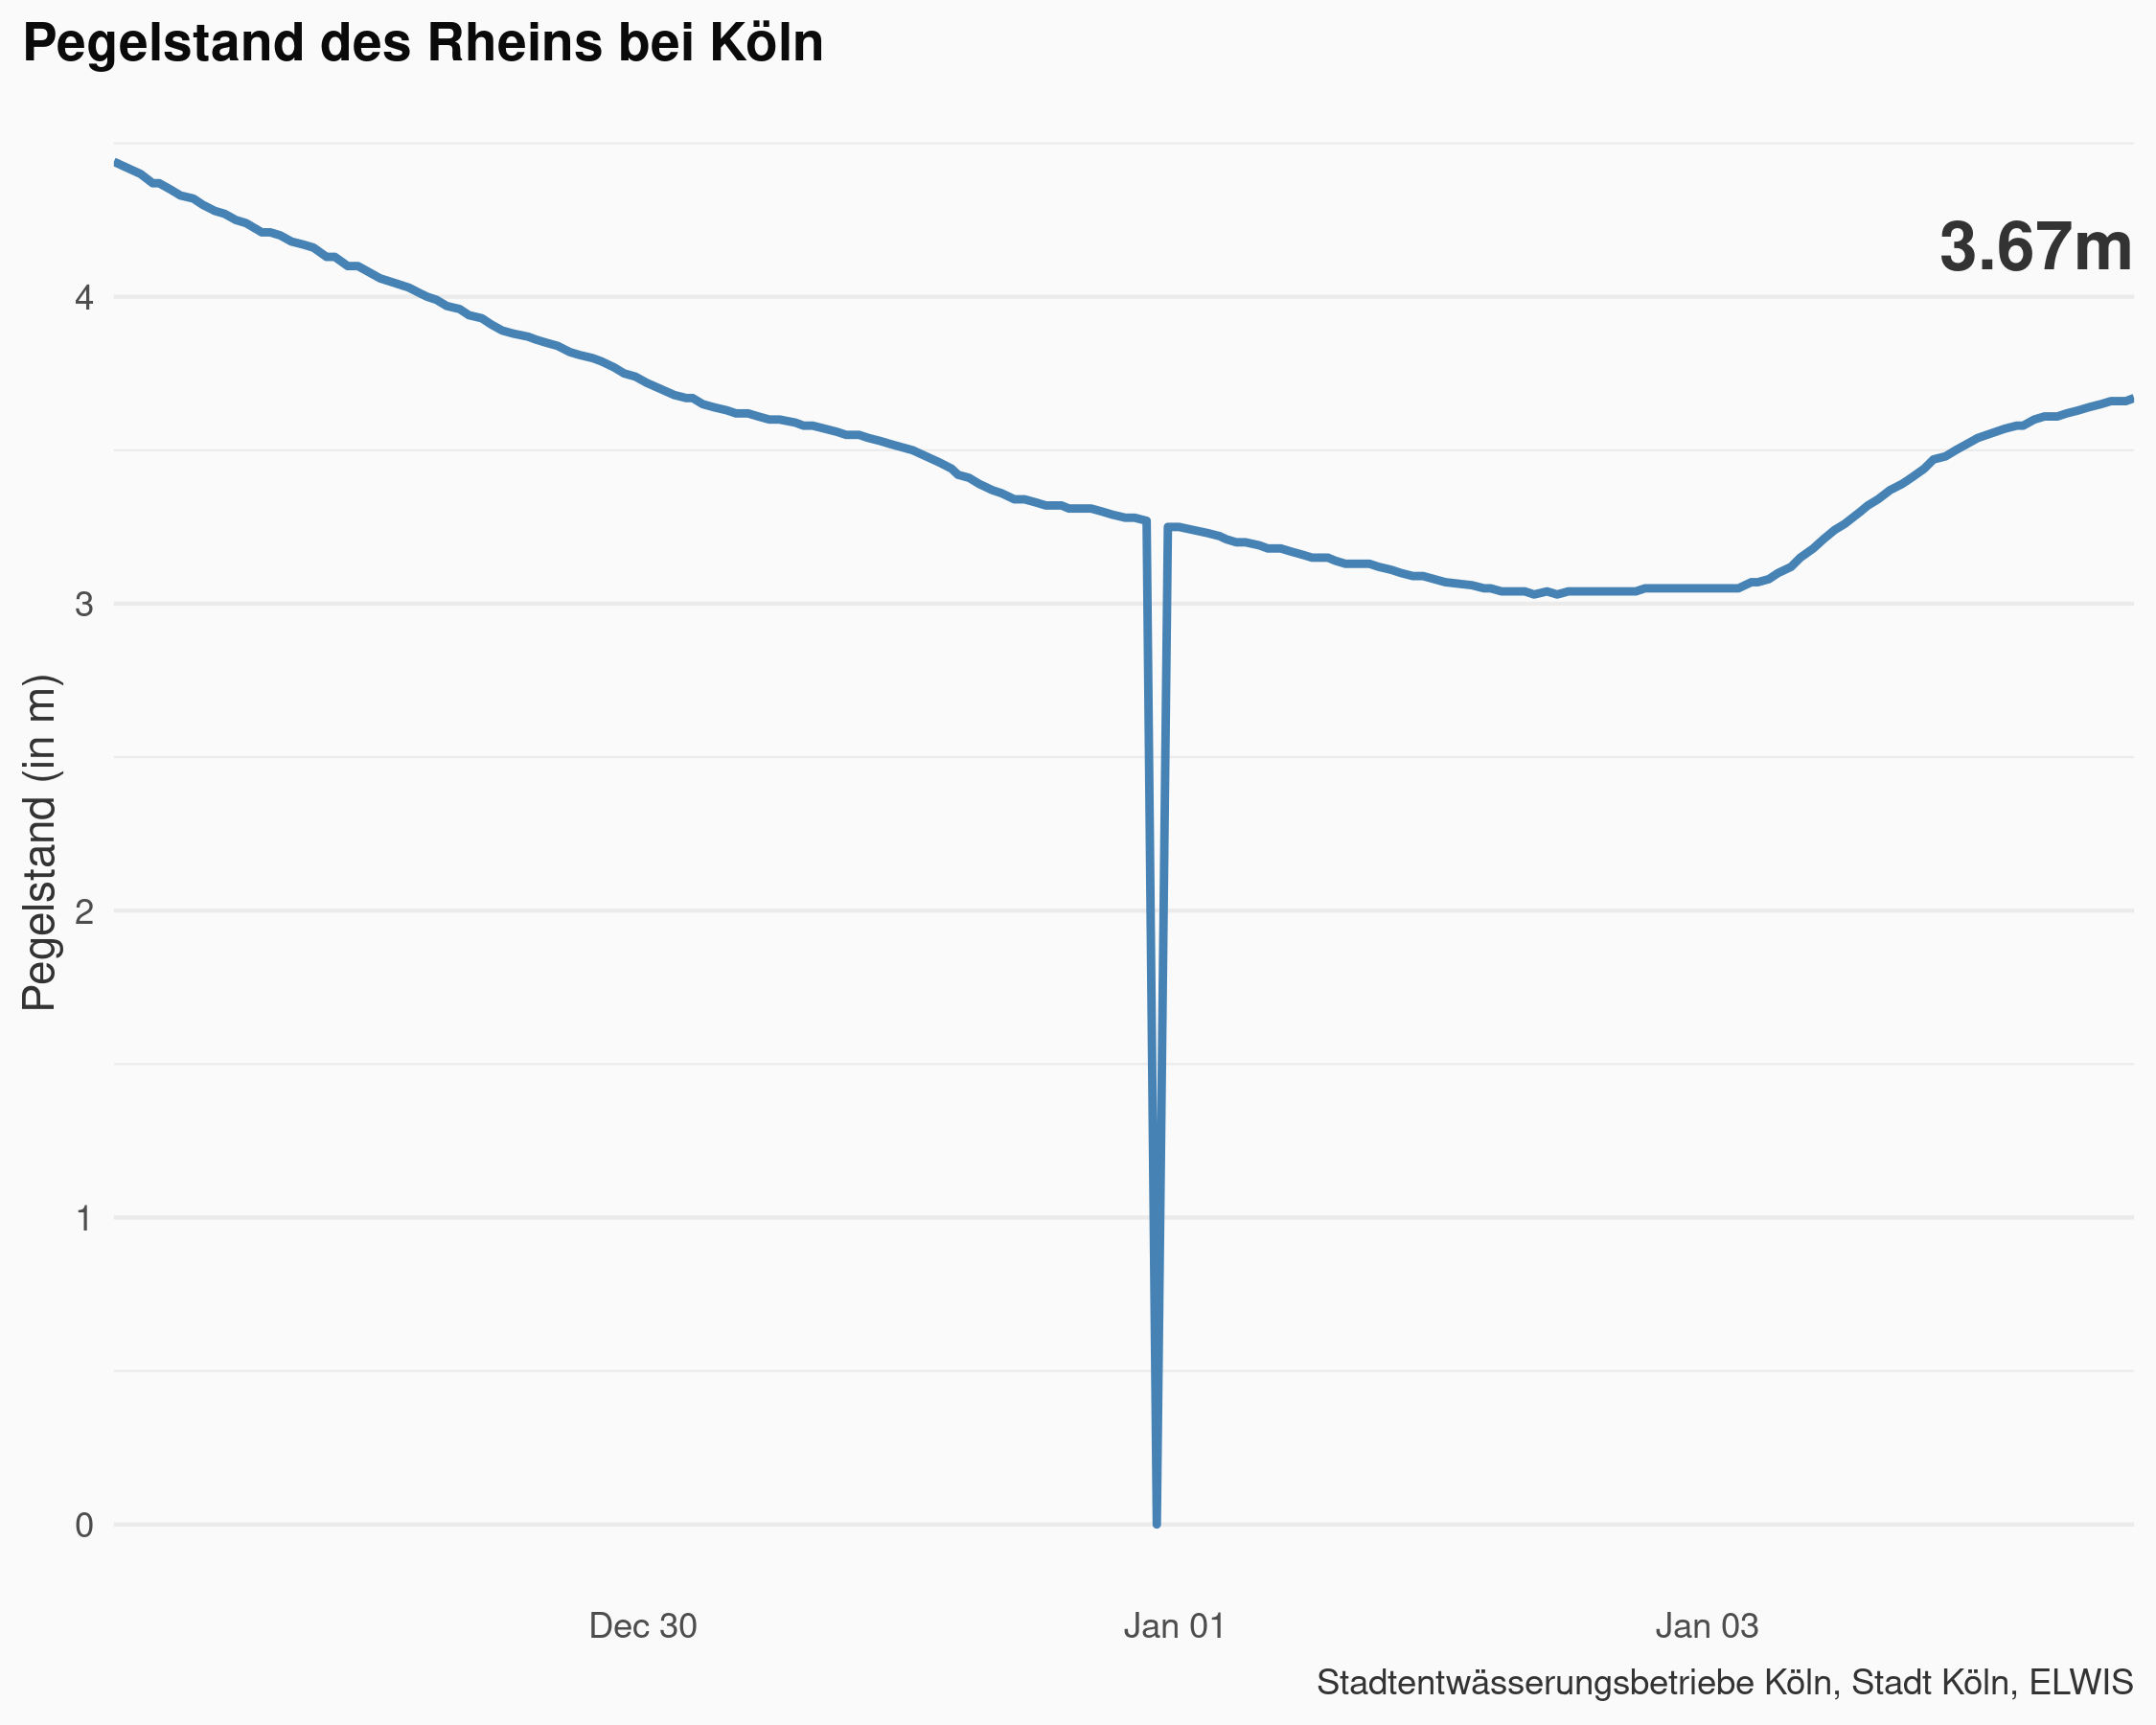 Pegelstand des Rheins bei Köln
3.67m
Pegelstand (in m)
4
3
2
1
0
Dec 30
Jan 01
Jan 03
Stadtentwässerungsbetriebe Köln, Stadt Köln, ELWIS